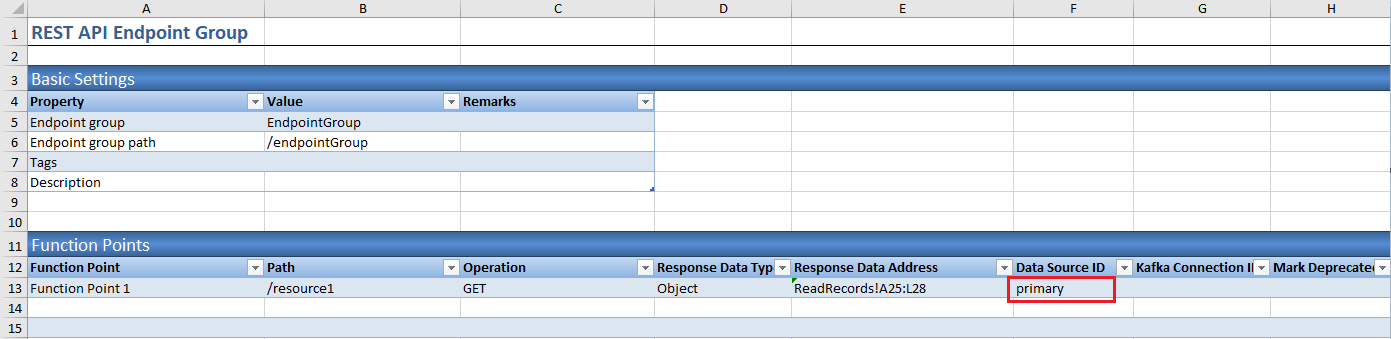 A B C D E F G H
1 REST API Endpoint Group
2
3 Basic Settings
4 Property Value Remarks
5 Endpoint group EndpointGroup
6 Endpoint group path /endpointGroup
7 Tags
8 Description
9
10
11 Function Points
12 Function Point Path Operation Response Data Typ Response Data Address Data Source ID Kafka Connection I Mark Deprecate
13 Function Point 1 /resource1 GET Object ReadRecords!A25:L28 primary
14
15